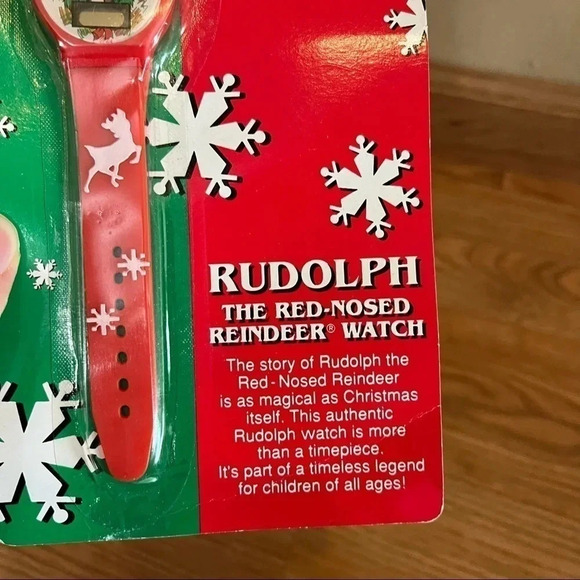 RUDOLPH
THE RED-NOSED
REINDEER® WATCH
The story of Rudolph the
Red-Nosed Reindeer
is as magical as Christmas
itself. This authentic
Rudolph watch is more
than a timepiece.
It's part of a timeless legend
for children of all ages!